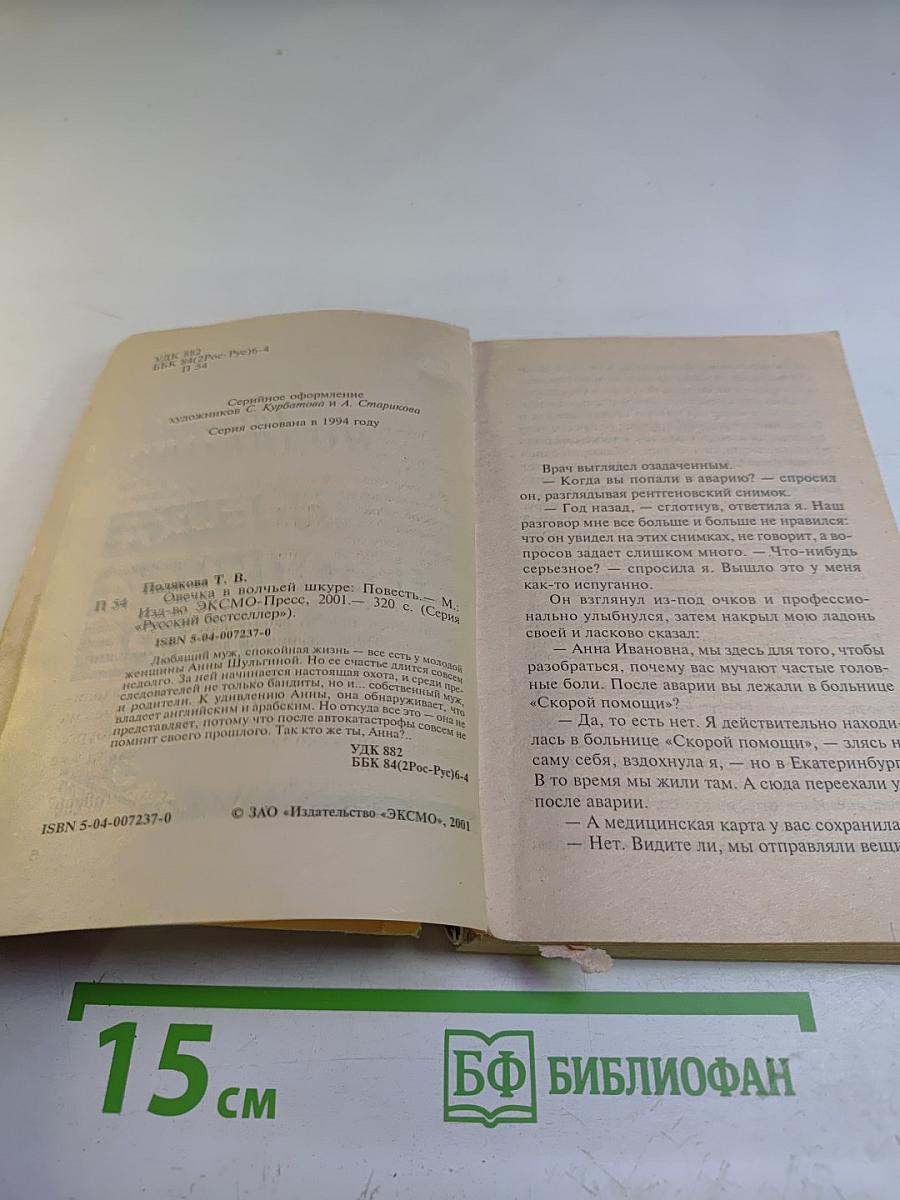 УДК 882
ББК 84(2Рос-Рус)6-4
П 54
Серийное оформление
художников С. Курбатова и А. Старикова
Серия основана в 1994 году
Полякова Т. В.
П 54 Овечка в волчьей шкуре: Повесть.— М.:
Изд-во ЭКСМО-Пресс, 2001.— 320 с. (Серия
«Русский бестселлер»).
ISBN 5-04-007237-0
Любящий муж, спокойная жизнь — все есть у молодой
женщины Анны Шульгиной. Но ее счастье длится совсем
недолго. За ней начинается настоящая охота, и среди пре-
следователей не только бандиты, но и... собственный муж,
и родители. К удивлению Анны, она обнаруживает, что
владеет английским и арабским. Но откуда все это — она не
представляет, потому что после автокатастрофы совсем не
помнит своего прошлого. Так кто же ты, Анна?..
УДК 882
ББК 84(2Рос-Рус)6-4
ISBN 5-04-007237-0
© ЗАО «Издательство «ЭКСМО», 2001
Врач выглядел озадаченным.
— Когда вы попали в аварию? — спросил
он, разглядывая рентгеновский снимок.
— Год назад, — сглотнув, ответила я. Наш
разговор мне все больше и больше не нравился:
что он увидел на этих снимках, не говорит, а во-
просов задает слишком много. — Что-нибудь
серьезное? — спросила я. Вышло это у меня
как-то испуганно.
Он взглянул из-под очков и профессио-
нально улыбнулся, затем накрыл мою ладонь
своей и ласково сказал:
— Анна Ивановна, мы здесь для того, чтобы
разобраться, почему вас мучают частые голов-
ные боли. После аварии вы лежали в больнице
«Скорой помощи»?
— Да, то есть нет. Я действительно находи-
лась в больнице «Скорой помощи», — злясь н
саму себя, вздохнула я, — но в Екатеринбург
В то время мы жили там. А сюда переехали у
после аварии.
— А медицинская карта у вас сохранила
— Нет. Видите ли, мы отправляли вещи
15 см
БФ БИБЛИОФАН